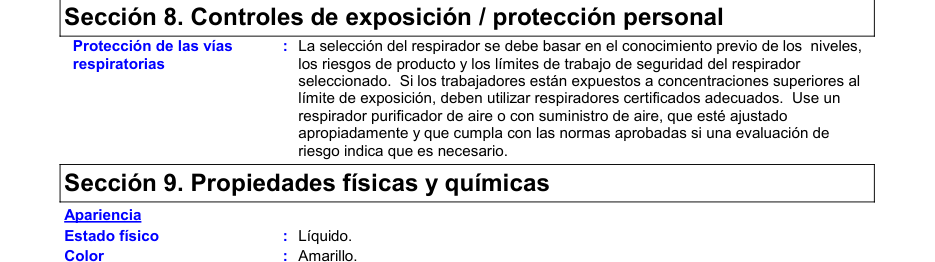 Sección 8. Controles de exposición / protección personal
Protección de las vías : La selección del respirador se debe basar en el conocimiento previo de los niveles,
respiratorias los riesgos de producto y los límites de trabajo de seguridad del respirador
seleccionado. Si los trabajadores están expuestos a concentraciones superiores al
límite de exposición, deben utilizar respiradores certificados adecuados. Use un
respirador purificador de aire o con suministro de aire, que esté ajustado
apropiadamente y que cumpla con las normas aprobadas si una evaluación de
riesgo indica que es necesario.
Sección 9. Propiedades físicas y químicas
Apariencia
Estado físico : Líquido.
Color : Amarillo.